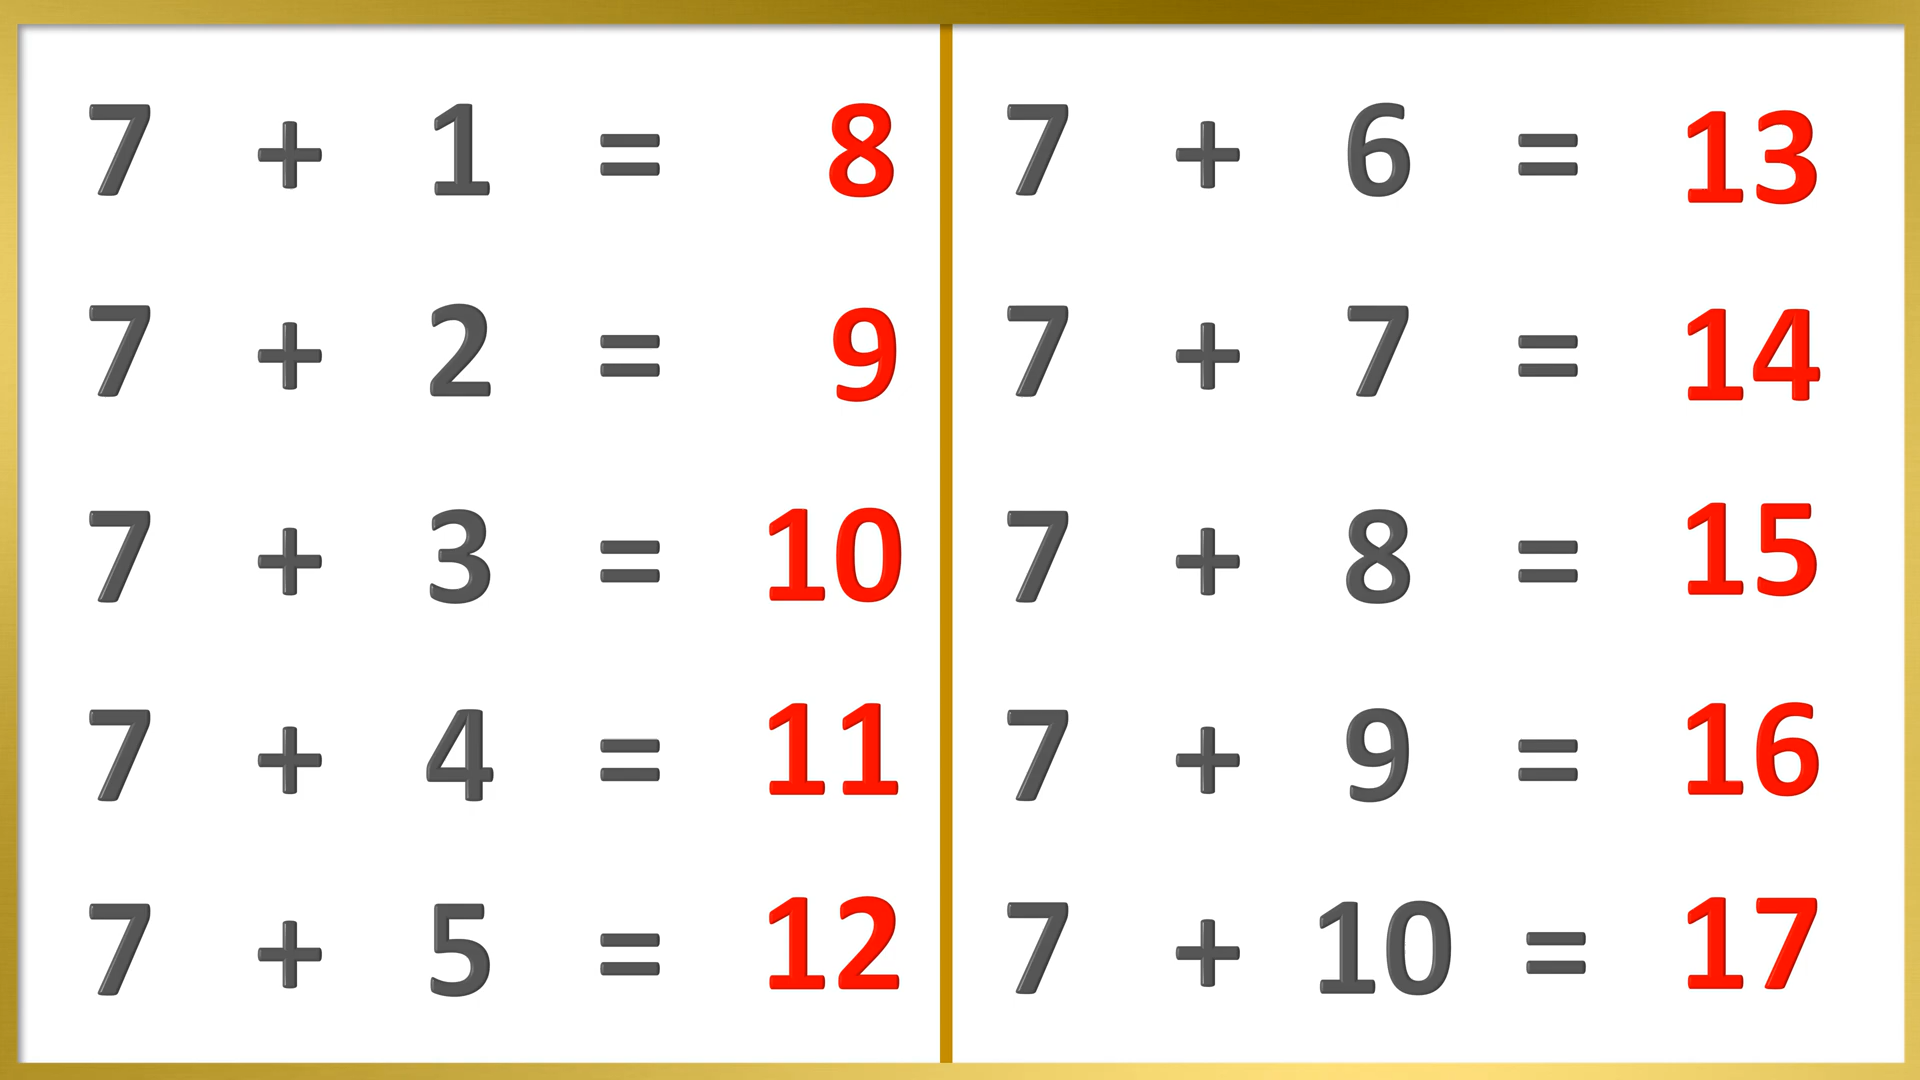 7 + 1 = 8
7 + 2 = 9
7 + 3 = 10
7 + 4 = 11
7 + 5 = 12
7 + 6 = 13
7 + 7 = 14
7 + 8 = 15
7 + 9 = 16
7 + 10 = 17